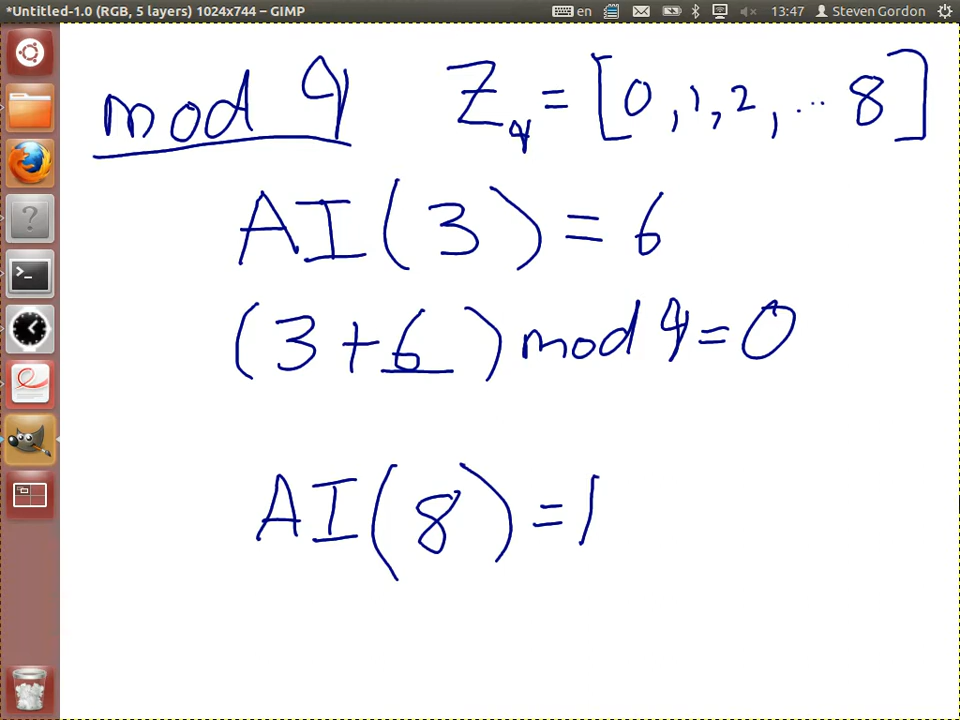 *Untitled-1.0 (RGB, 5 layers) 1024x744 – GIMP en 13:47 Steven Gordon
mod 9 Z9 = [0,1,2,...8]
AI(3)=6
(3+6)mod 9=0
AI(8)=1